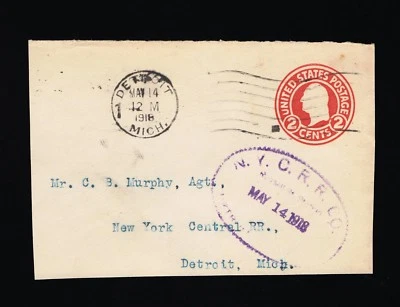 DETROIT
MAY 14
12 M
1918
MICH.
UNITED STATES POSTAGE
2 CENTS 2
N. Y. C. R. R. CO.
MAY 14 1918
Mr. C. B. Murphy, Agt.,
New York Central RR.,
Detroit, Mich.